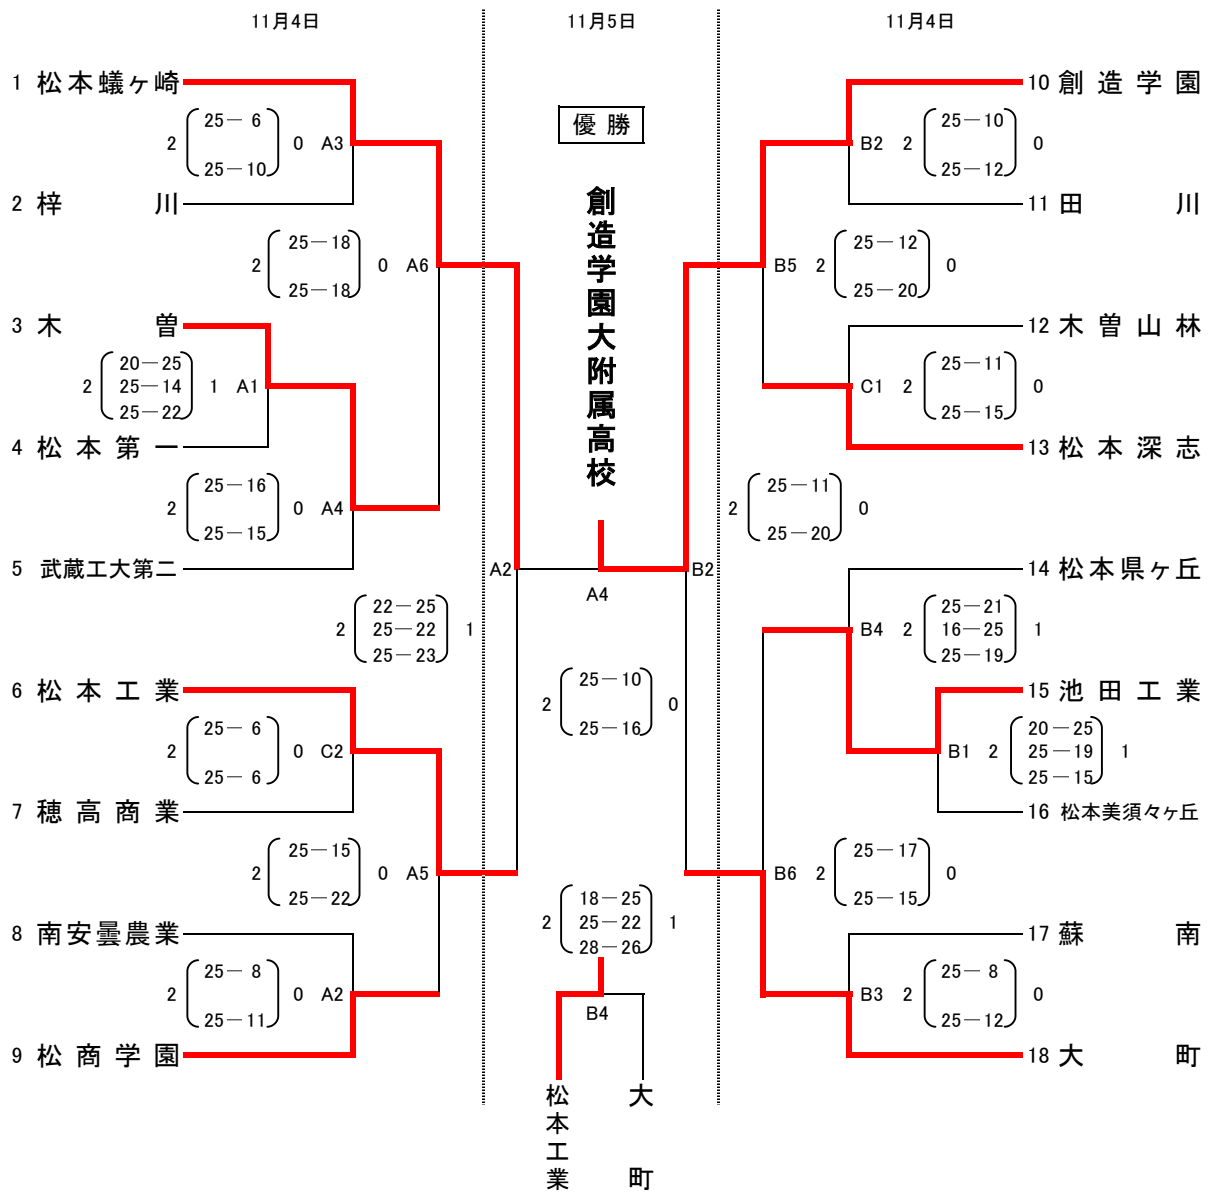 11月4日 11月5日 11月4日
1 松本蟻ヶ崎
2 (25－6 25－10) 0 A3
2 梓川
2 (25－18 25－18) 0 A6
3 木曽
2 (20－25 25－14 25－22) 1 A1
4 松本第一
2 (25－16 25－15) 0 A4
5 武蔵工大第二
2 (22－25 25－22 25－23) 1
A2
6 松本工業
2 (25－6 25－6) 0 C2
7 穂高商業
2 (25－15 25－22) 0 A5
8 南安曇農業
2 (25－8 25－11) 0 A2
9 松商学園
優勝
創造学園大附属高校
A4
2 (25－10 25－16) 0
2 (18－25 25－22 28－26) 1
B4
松本工業
大町
10 創造学園
B2 2 (25－10 25－12) 0
11 田川
B5 2 (25－12 25－20) 0
12 木曽山林
C1 2 (25－11 25－15) 0
13 松本深志
2 (25－11 25－20) 0
B2
14 松本県ヶ丘
B4 2 (25－21 16－25 25－19) 1
15 池田工業
B1 2 (20－25 25－19 25－15) 1
16 松本美須々ヶ丘
B6 2 (25－17 25－15) 0
17 蘇南
B3 2 (25－8 25－12) 0
18 大町